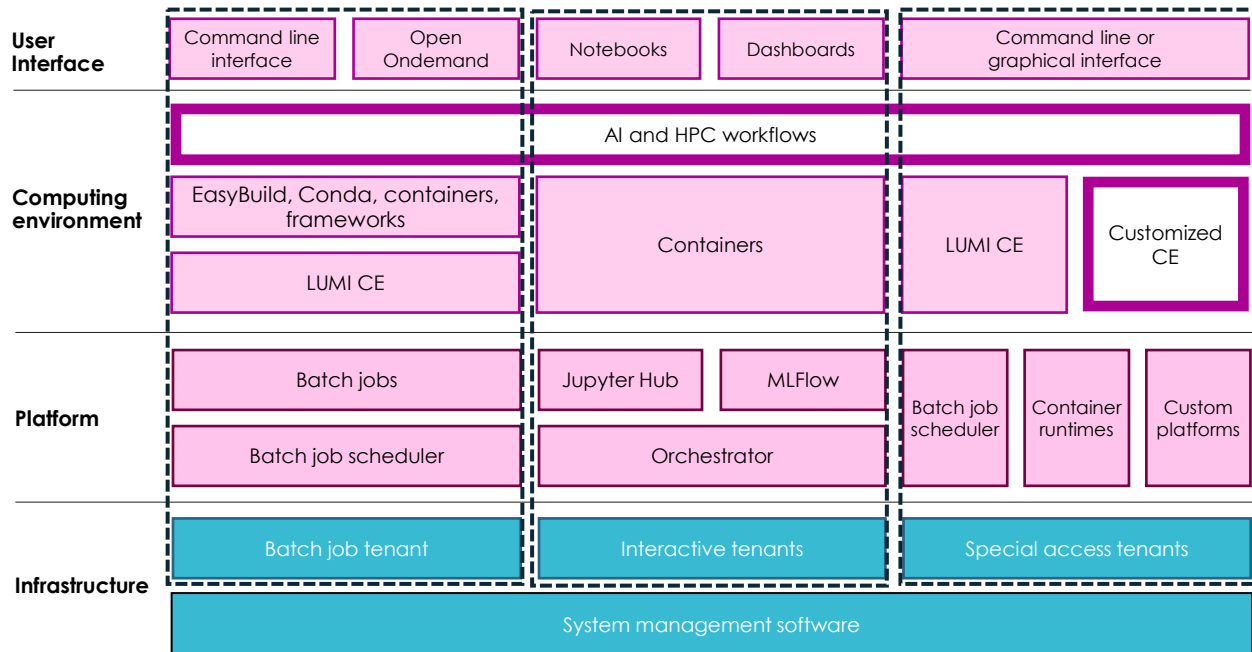 User
Interface
Command line
interface
Open
Ondemand
Notebooks
Dashboards
Command line or
graphical interface
AI and HPC workflows
Computing
environment
EasyBuild, Conda, containers,
frameworks
LUMI CE
Containers
LUMI CE
Customized
CE
Platform
Batch jobs
Batch job scheduler
Jupyter Hub
MLFlow
Orchestrator
Batch job
scheduler
Container
runtimes
Custom
platforms
Infrastructure
Batch job tenant
Interactive tenants
Special access tenants
System management software